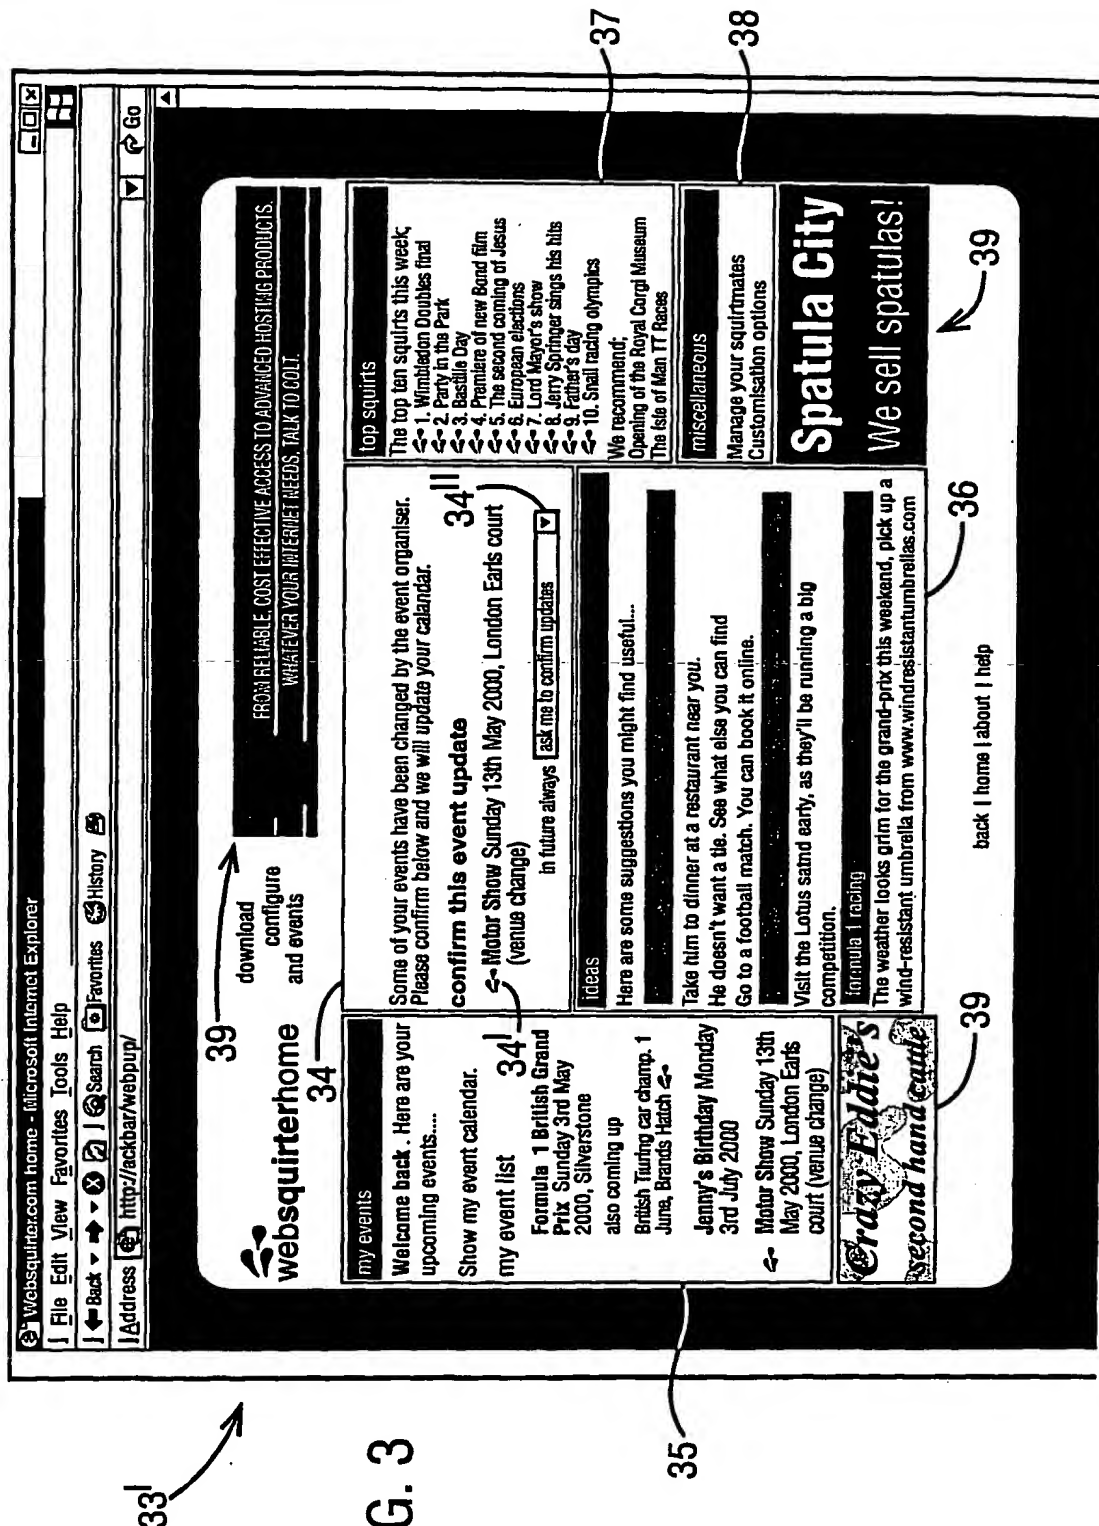 Websquirter.com home - Microsoft Internet Explorer
File Edit View Favorites Tools Help
Back Search Favorites History
Address http://ackbar/webpup/ Go
websquirterhome
download
configure
and events
39
FROM RELIABLE, COST EFFECTIVE ACCESS TO ADVANCED HOSTING PRODUCTS.
WHATEVER YOUR INTERNET NEEDS, TALK TO COLT.
34
my events
Welcome back . Here are your
upcoming events....
Show my event calendar.
my event list
Formula 1 British Grand
Prix Sunday 3rd May
2000, Silverstone
also coming up
British Truring car champ. 1
June, Brands Hatch
Jenny's Birthday Monday
3rd July 2000
Motor Show Sunday 13th
May 2000, London Earls
court (venue change)
Crazy Eddie's
second hand cattle
39
35
Some of your events have been changed by the event organiser.
Please confirm below and we will update your calandar.
confirm this event update
34I
Motor Show Sunday 13th May 2000, London Earls court
(venue change)
34II
in future always ask me to confirm updates
ideas
Here are some suggestions you might find useful...
Take him to dinner at a restaurant near you.
He doesn't want a tie. See what else you can find
Go to a football match. You can book it online.
Visit the Lotus satnd early, as they'll be running a big
competition.
formula 1 racing
The weather looks grim for the grand-prix this weekend, pick up a
wind-resistant umbrella from www.windresistantumbrellas.com
36
top squirts
The top ten squirts this week;
1. Wimbledon Doubles final
2. Party in the Park
3. Bastille Day
4. Premiere of new Bond film
5. The second coming of Jesus
6. European elections
7. Lord Mayor's show
8. Jerry Springer sings his hits
9. Father's day
10. Snail racing olympics
We recommend;
Opening of the Royal Corgi Museum
The Isle of Man TT Races
37
miscellaneous
Manage your squirtmates
Customisation options
38
Spatula City
We sell spatulas!
39
back | home | about | help
33I
G. 3